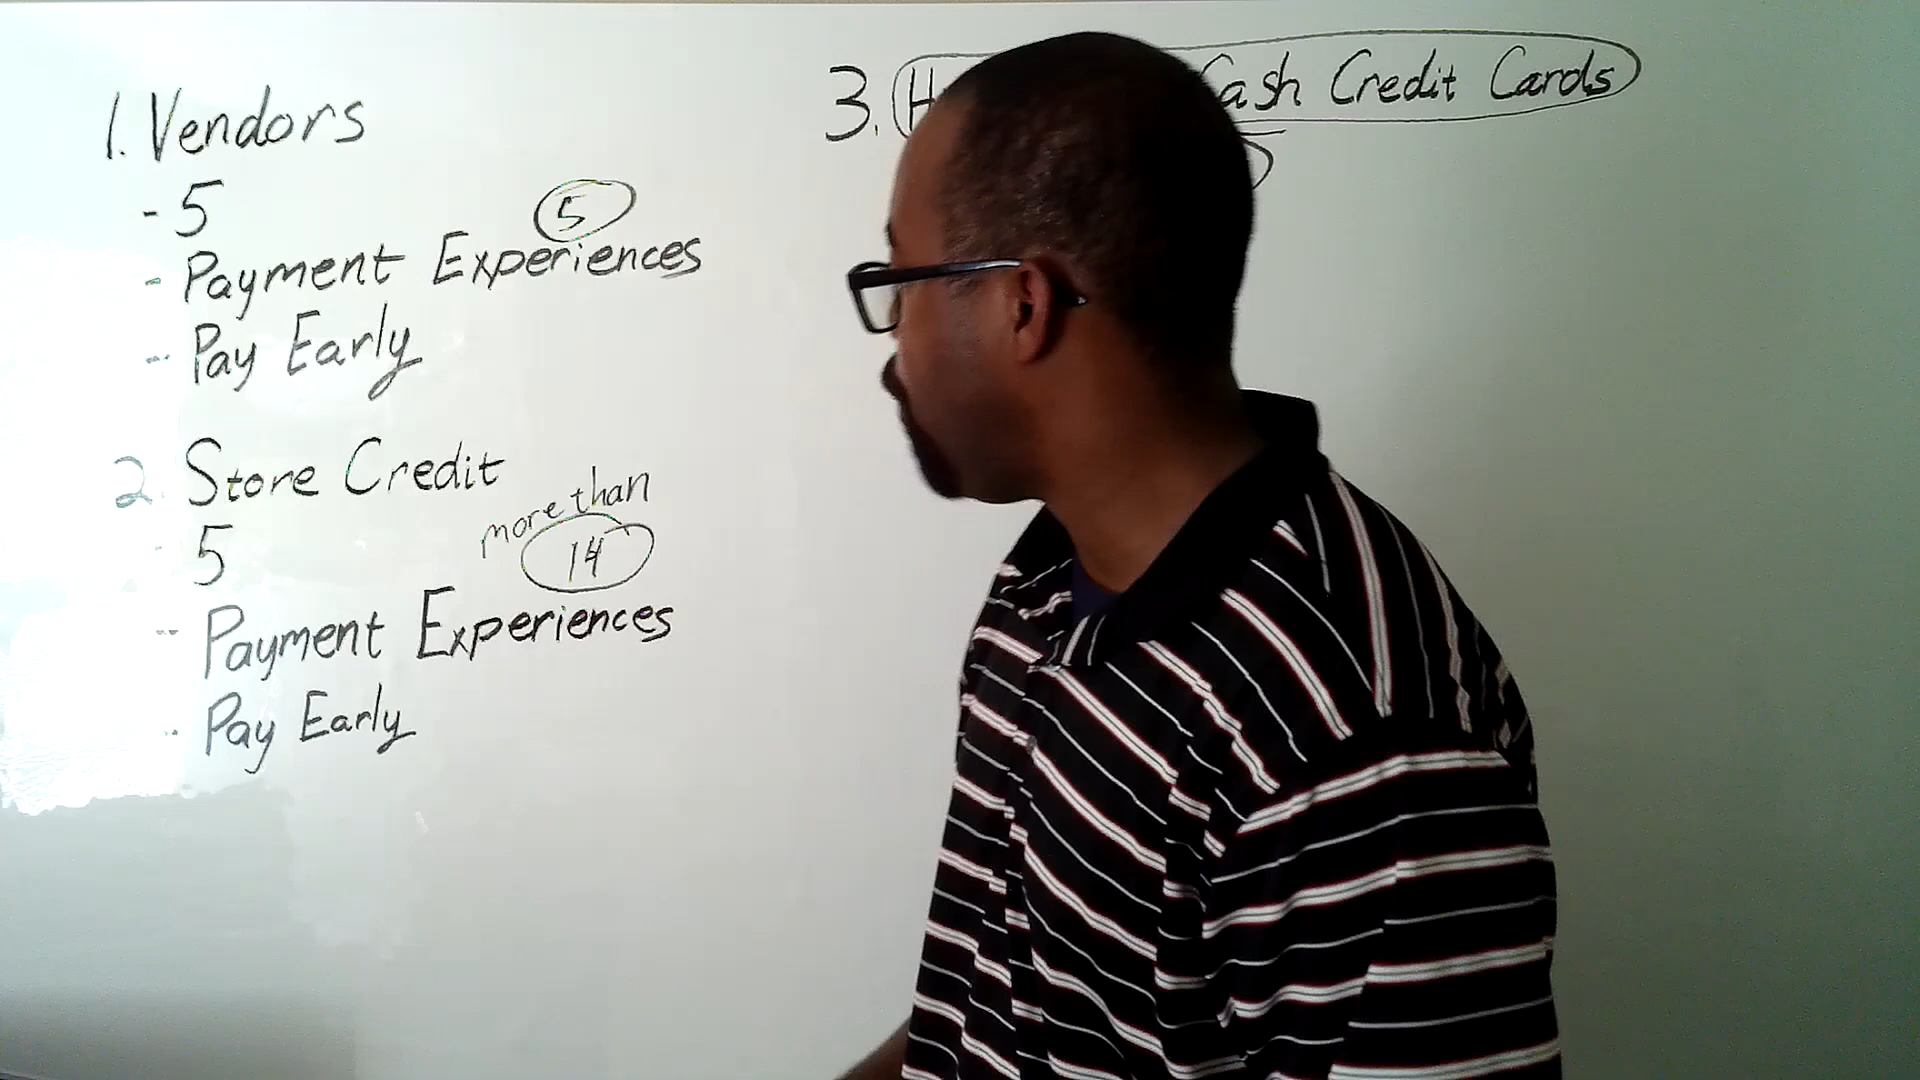 1. Vendors
- 5
5
- Payment Experiences
- Pay Early
2. Store Credit
more than
- 5
14
- Payment Experiences
- Pay Early
3. Cash Credit Cards